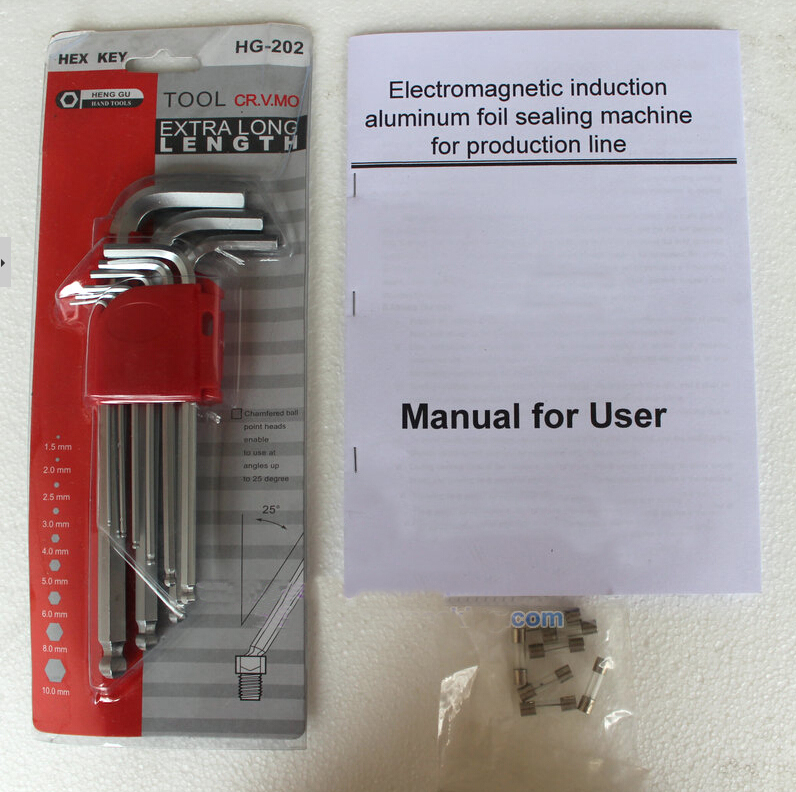 HEX KEY
HG-202
HENG GU
HAND TOOLS
TOOL CR.V.MO
EXTRA LONG
LENGTH
Chamfered ball
point heads
enable
to use at
angles up
to 25 degree
25°
1.5 mm
2.0 mm
2.5 mm
3.0 mm
4.0 mm
5.0 mm
6.0 mm
8.0 mm
10.0 mm
Electromagnetic induction
aluminum foil sealing machine
for production line
Manual for User
com